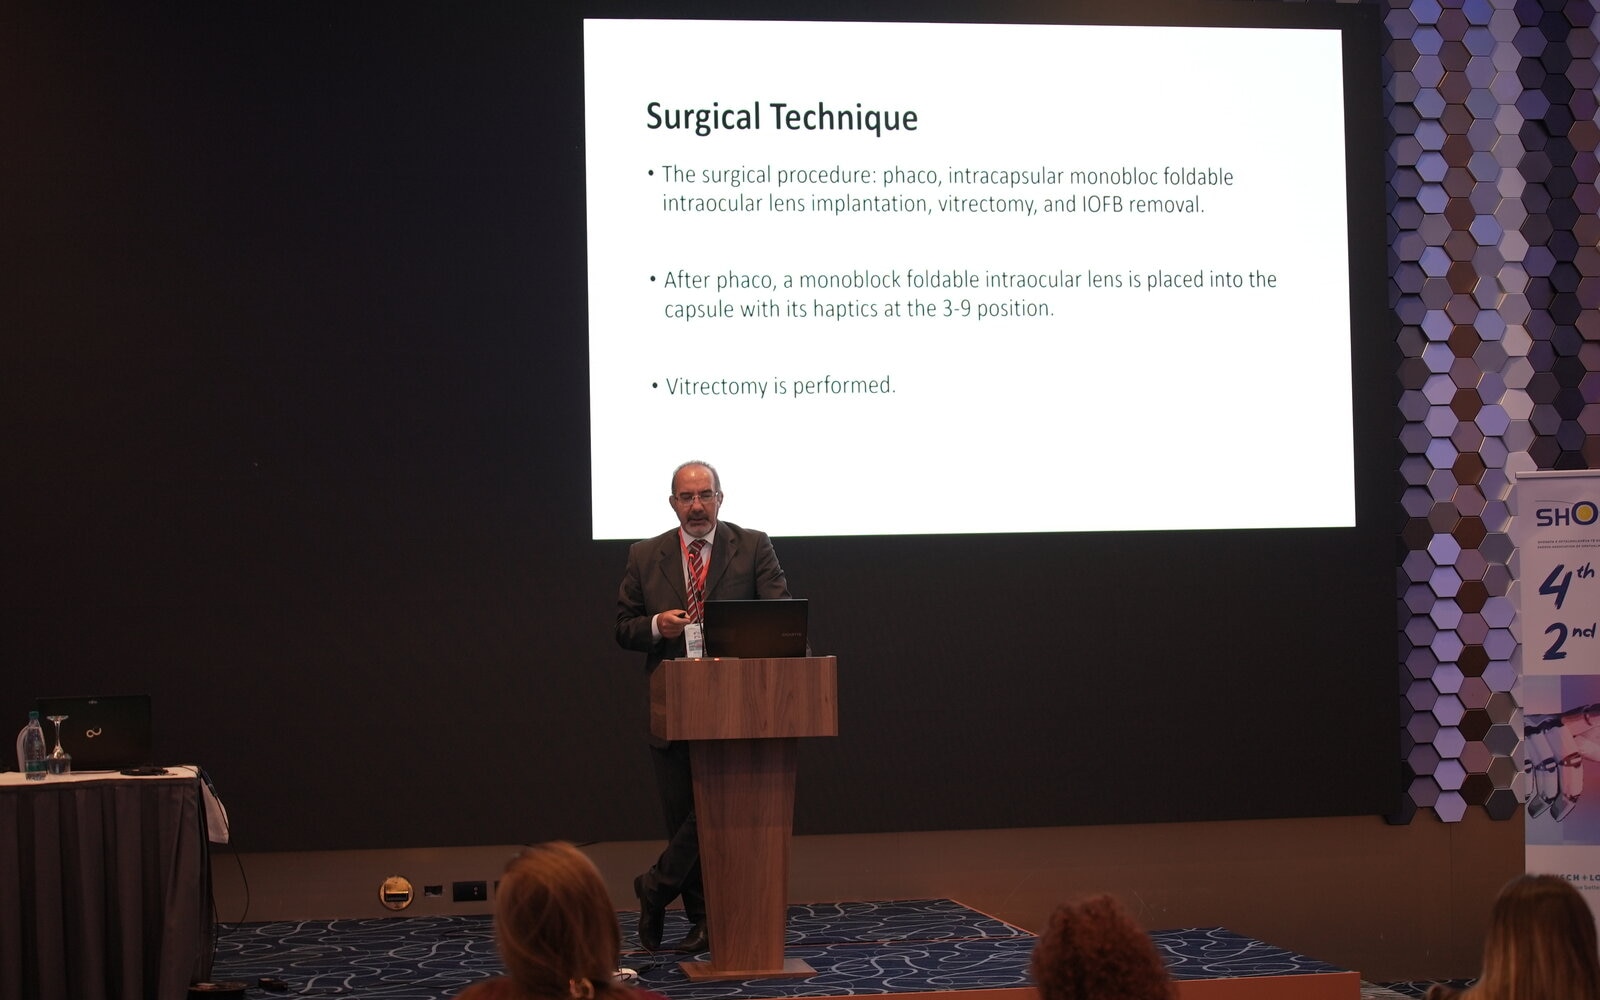 Surgical Technique
• The surgical procedure: phaco, intracapsular monobloc foldable
intraocular lens implantation, vitrectomy, and IOFB removal.
• After phaco, a monoblock foldable intraocular lens is placed into the
capsule with its haptics at the 3-9 position.
• Vitrectomy is performed.
SHO
4th
2nd